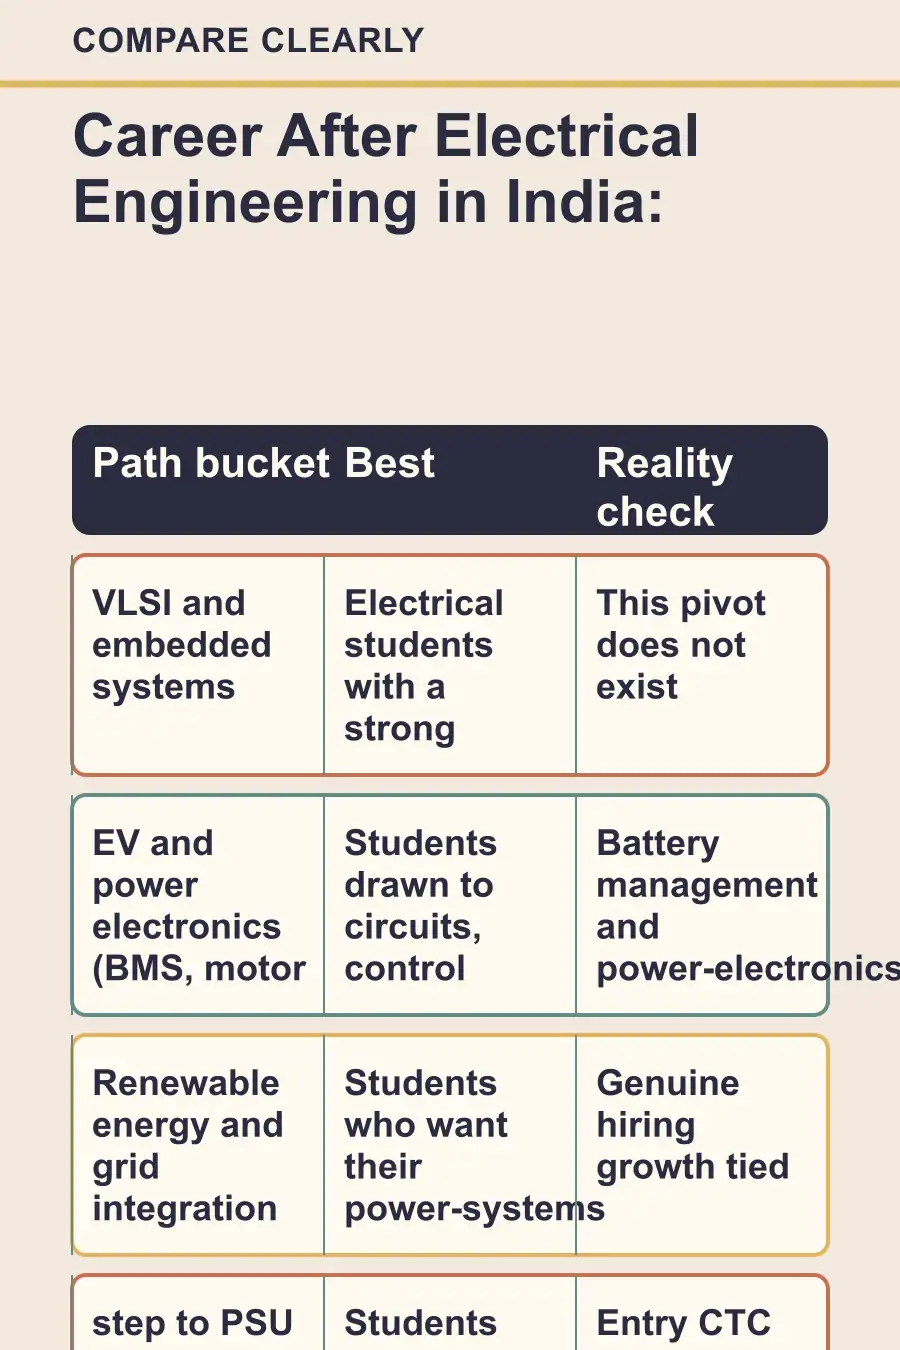 COMPARE CLEARLY
Career After Electrical
Engineering in India:
Path bucket
Best
Reality
check
VLSI and
embedded
systems
Electrical
students
with a
strong
This pivot
does not
exist
EV and
power
electronics
(BMS, motor
Students
drawn to
circuits,
control
Battery
management
and
power-electronics
Renewable
energy and
grid
integration
Students
who want
their
power-systems
Genuine
hiring
growth tied
step to PSU
Students
Entry CTC